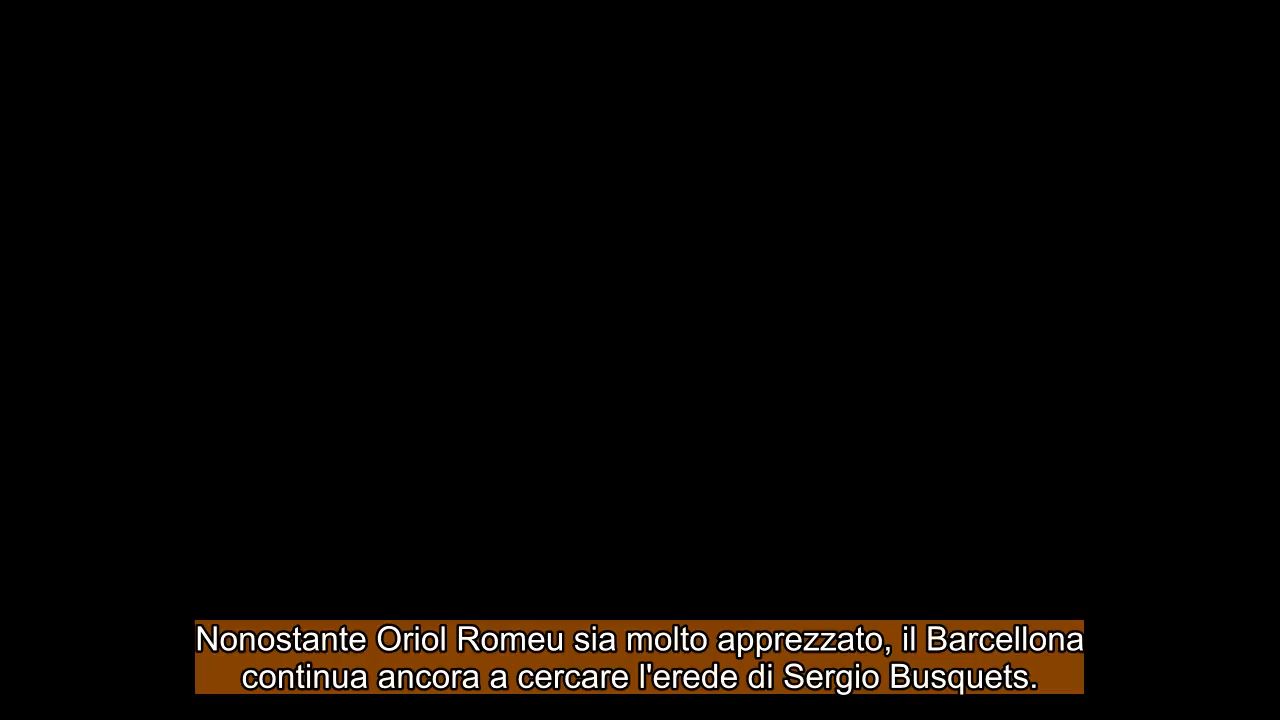 Nonostante Oriol Romeu sia molto apprezzato, il Barcellona
continua ancora a cercare l'erede di Sergio Busquets.